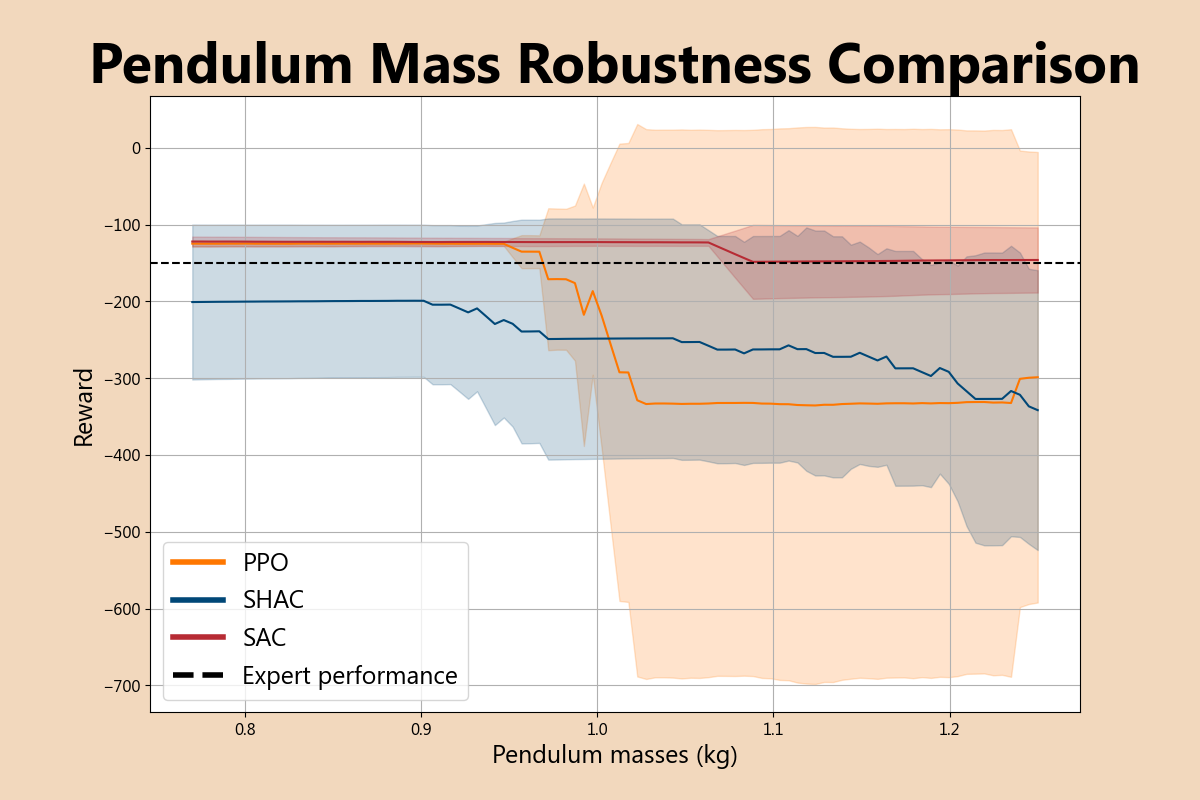 Pendulum Mass Robustness Comparison
0
−100
−200
−300
−400
−500
−600
−700
Reward
PPO
SHAC
SAC
Expert performance
0.8
0.9
1.0
1.1
1.2
Pendulum masses (kg)